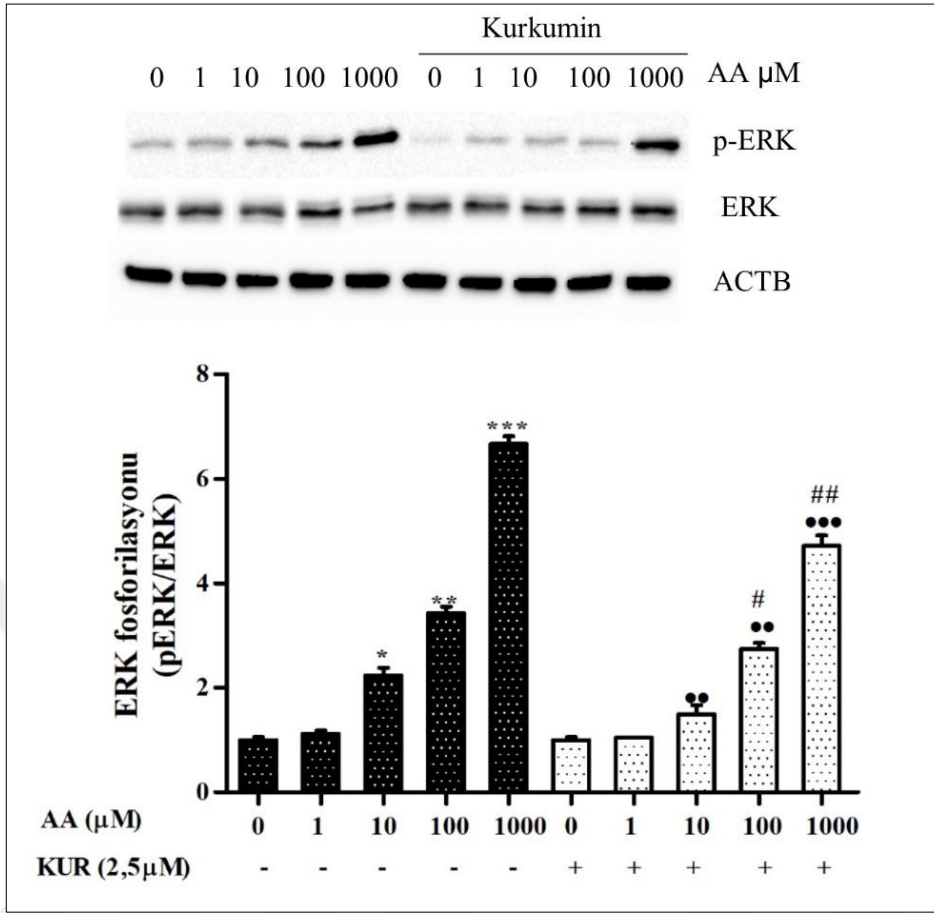 Kurkumin
0 1 10 100 1000 0 1 10 100 1000 AA µM
p-ERK
ERK
ACTB
ERK fosforilasyonu
(pERK/ERK)
8
6
4
2
0
*
**
***
●●
#
●●
##
●●●
AA (µM) 0 1 10 100 1000 0 1 10 100 1000
KUR (2,5µM) - - - - - + + + + +